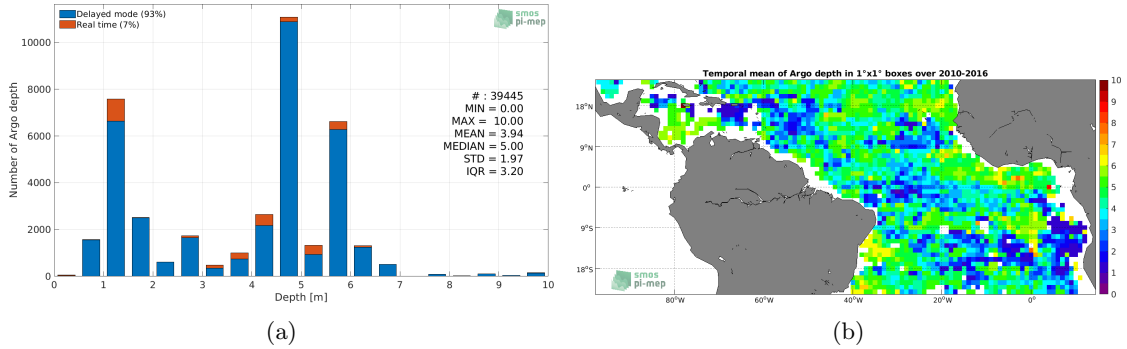 Delayed mode (93%)
Real time (7%)
smos
pi-mep
10000
8000
6000
4000
2000
0
Number of Argo depth
# : 39445
MIN = 0.00
MAX = 10.00
MEAN = 3.94
MEDIAN = 5.00
STD = 1.97
IQR = 3.20
0 1 2 3 4 5 6 7 8 9 10
Depth [m]
(a)
Temporal mean of Argo depth in 1°x1° boxes over 2010-2016
18°N
9°N
0°
9°S
18°S
80°W 60°W 40°W 20°W 0°
10
9
8
7
6
5
4
3
2
1
0
smos
pi-mep
(b)